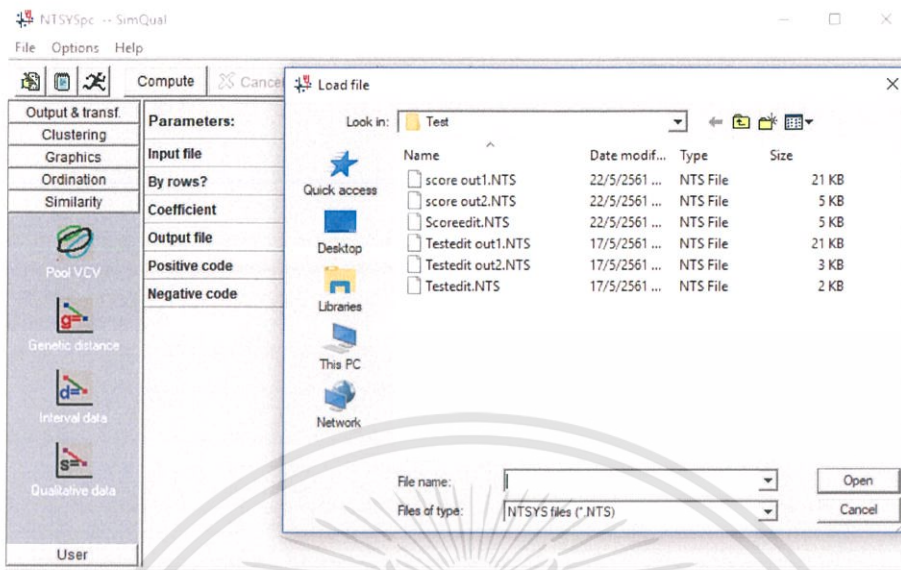 NTSYSpc -- SimQual
File Options Help
Compute Cancel
Output & transf.
Clustering
Graphics
Ordination
Similarity
Pool VCV
Genetic distance
Interval data
Qualitative data
User
Parameters:
Input file
By rows?
Coefficient
Output file
Positive code
Negative code
Load file
Look in: Test
Quick access
Desktop
Libraries
This PC
Network
Name Date modif... Type Size
score out1.NTS 22/5/2561 ... NTS File 21 KB
score out2.NTS 22/5/2561 ... NTS File 5 KB
Scoreedit.NTS 22/5/2561 ... NTS File 5 KB
Testedit out1.NTS 17/5/2561 ... NTS File 21 KB
Testedit out2.NTS 17/5/2561 ... NTS File 3 KB
Testedit.NTS 17/5/2561 ... NTS File 2 KB
File name: Open
Files of type: NTSYS files (*.NTS) Cancel